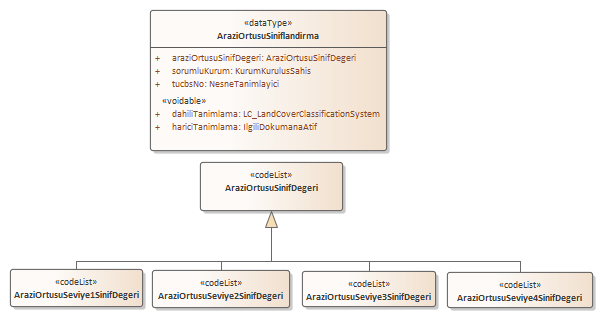 «dataType»
AraziOrtusuSiniflandirma
+ araziOrtusuSinifDegeri: AraziOrtusuSinifDegeri
+ sorumluKurum: KurumKurulusSahis
+ tucbsNo: NesneTanimlayici
«voidable»
+ dahiliTanimlama: LC_LandCoverClassificationSystem
+ hariciTanimlama: IlgiliDokumanaAtif
«codeList»
AraziOrtusuSinifDegeri
«codeList»
AraziOrtusuSeviye1SinifDegeri
«codeList»
AraziOrtusuSeviye2SinifDegeri
«codeList»
AraziOrtusuSeviye3SinifDegeri
«codeList»
AraziOrtusuSeviye4SinifDegeri